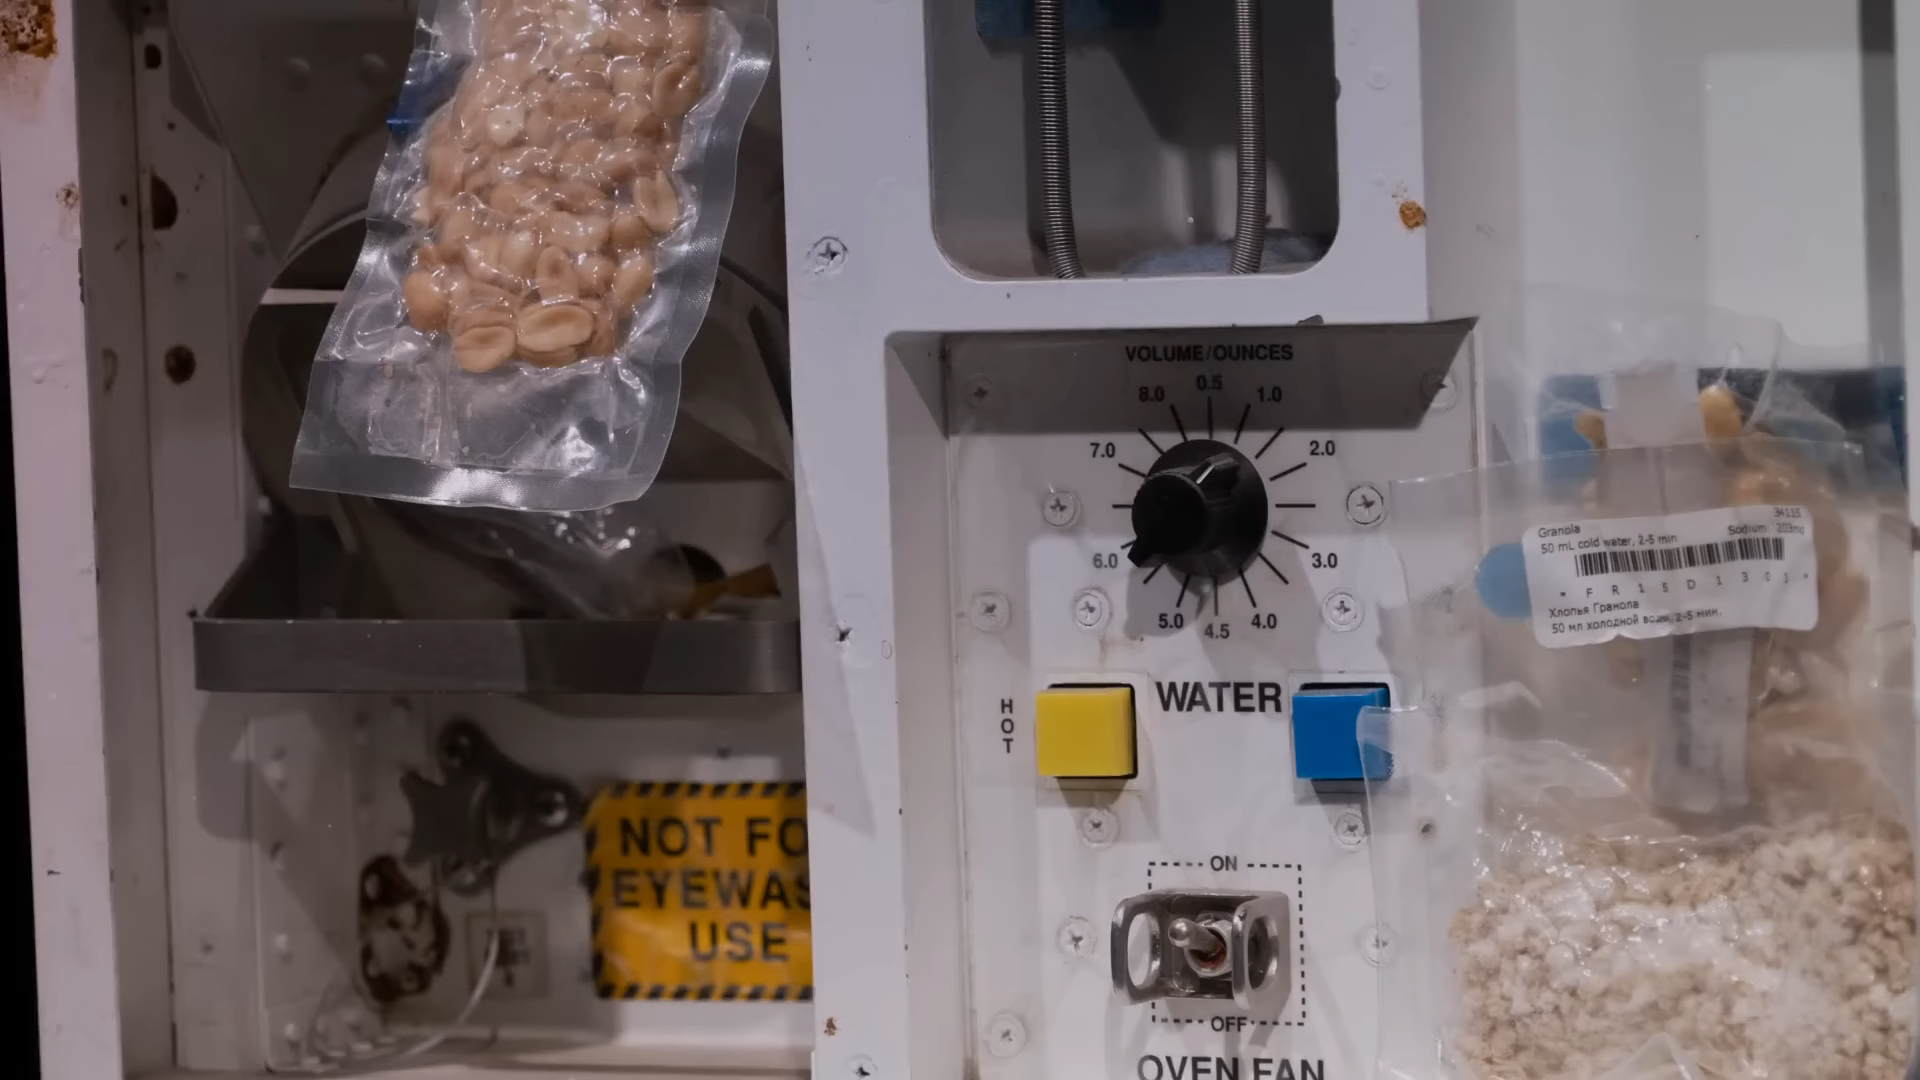 VOLUME/OUNCES
0.5
8.0
1.0
7.0
2.0
6.0
3.0
5.0
4.5
4.0
HOT
WATER
ON
OFF
OVEN FAN
NOT FO
EYEWAS
USE
34115
Granola
Sodium: 203mg
50 mL cold water, 2-5 min
* F R 1 5 D 1 3 0 3 *
Хлопья Гранола
50 мл холодной воды, 2-5 мин.